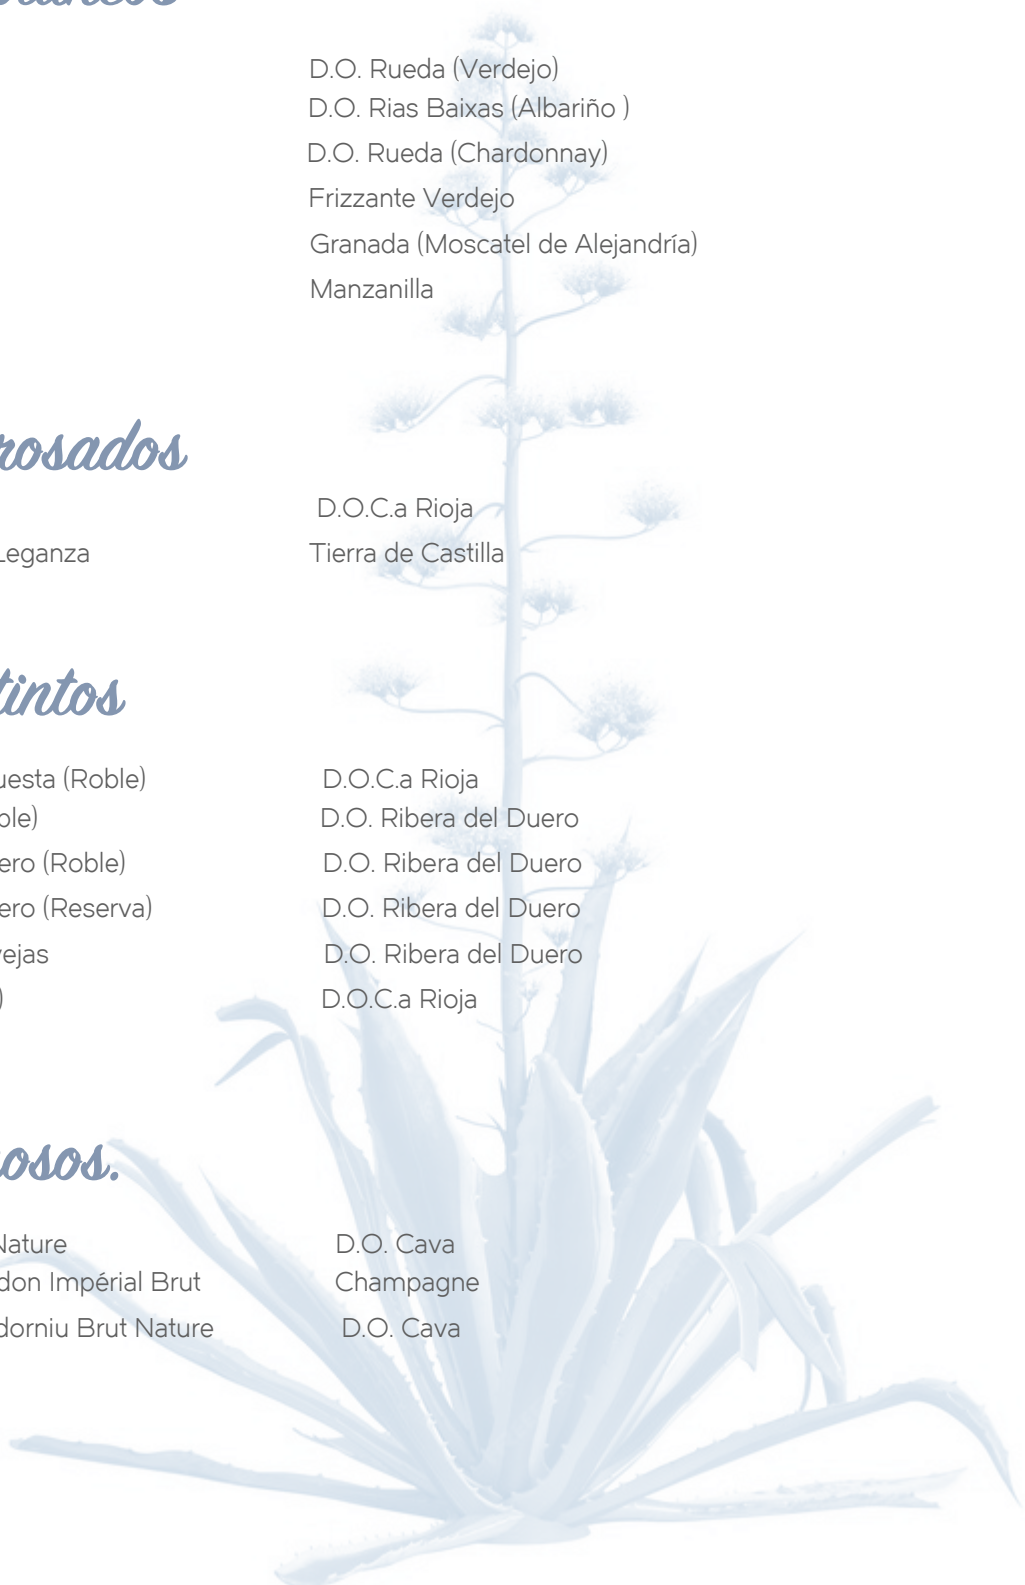 D.O. Rueda (Verdejo)
D.O. Rias Baixas (Albariño )
D.O. Rueda (Chardonnay)
Frizzante Verdejo
Granada (Moscatel de Alejandría)
Manzanilla
rosados
D.O.C.a Rioja
Leganza Tierra de Castilla
tintos
uesta (Roble) D.O.C.a Rioja
ble) D.O. Ribera del Duero
ero (Roble) D.O. Ribera del Duero
ero (Reserva) D.O. Ribera del Duero
vejas D.O. Ribera del Duero
) D.O.C.a Rioja
osos.
Nature D.O. Cava
don Impérial Brut Champagne
dorniu Brut Nature D.O. Cava